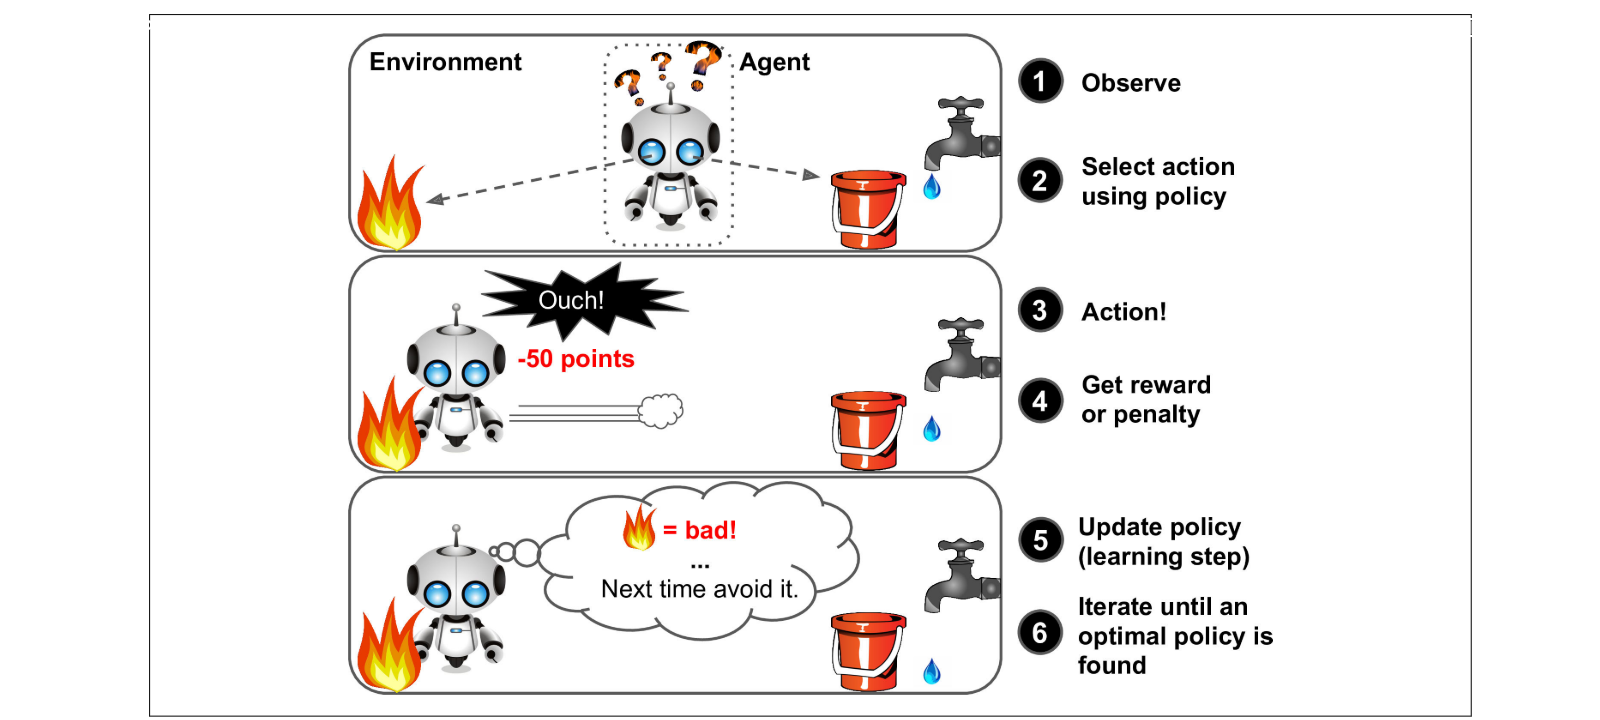 Environment
Agent
1 Observe
2 Select action
using policy
Ouch!
-50 points
3 Action!
4 Get reward
or penalty
= bad!
...
Next time avoid it.
5 Update policy
(learning step)
6 Iterate until an
optimal policy is
found